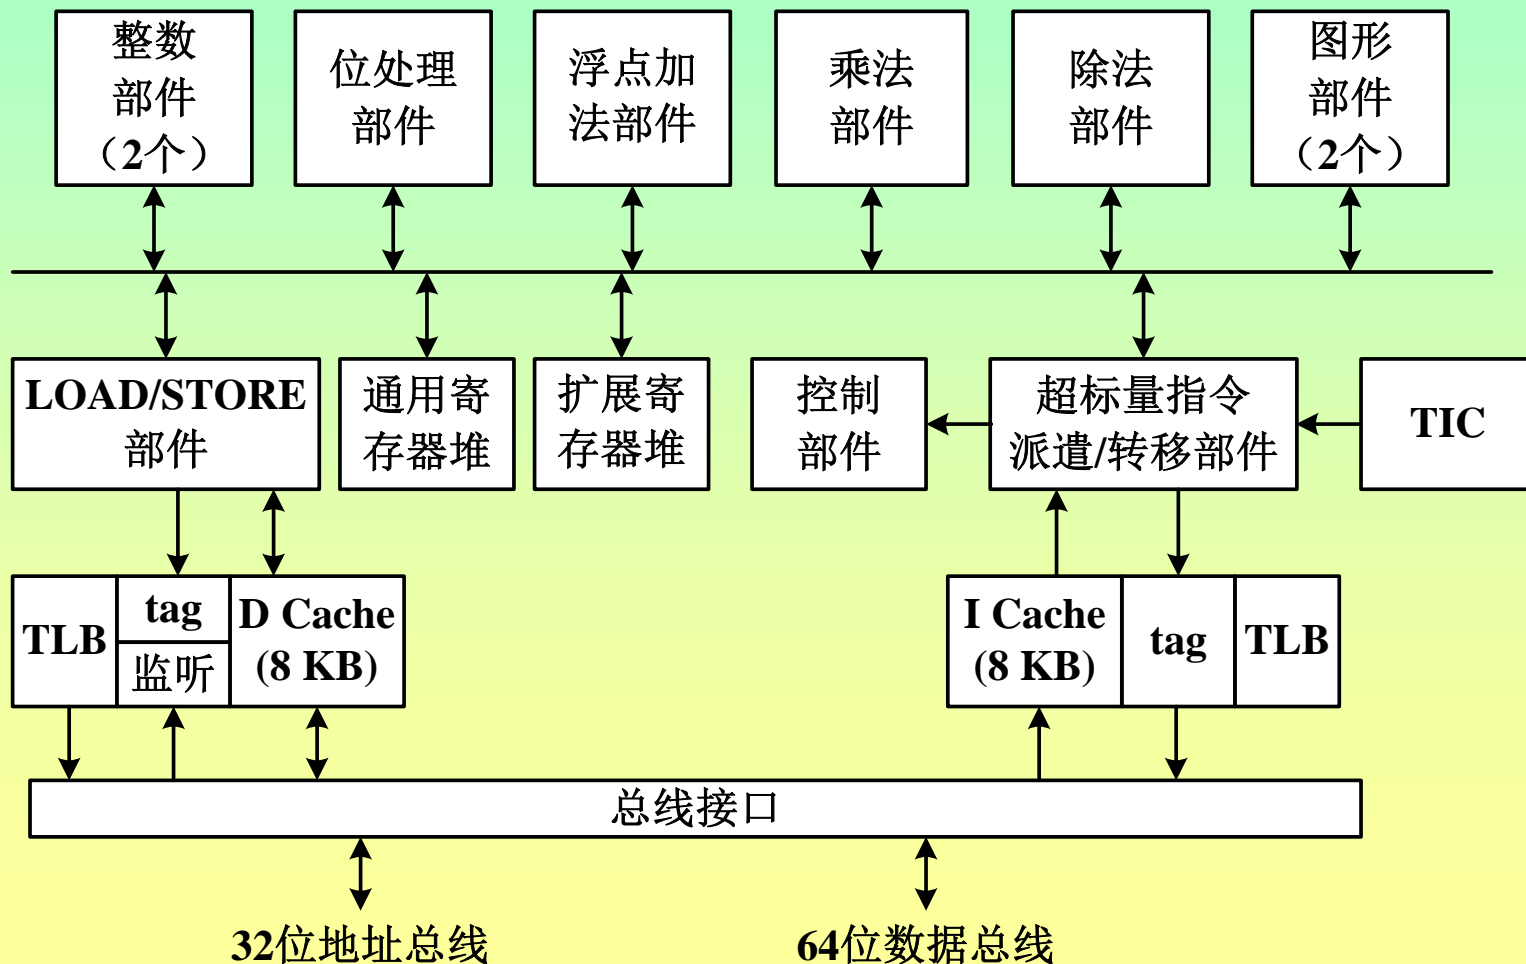 整数
部件
（2个）
位处理
部件
浮点加
法部件
乘法
部件
除法
部件
图形
部件
（2个）
LOAD/STORE
部件
通用寄
存器堆
扩展寄
存器堆
控制
部件
超标量指令
派遣/转移部件
TIC
TLB
tag
监听
D Cache
(8 KB)
I Cache
(8 KB)
tag
TLB
总线接口
32位地址总线
64位数据总线